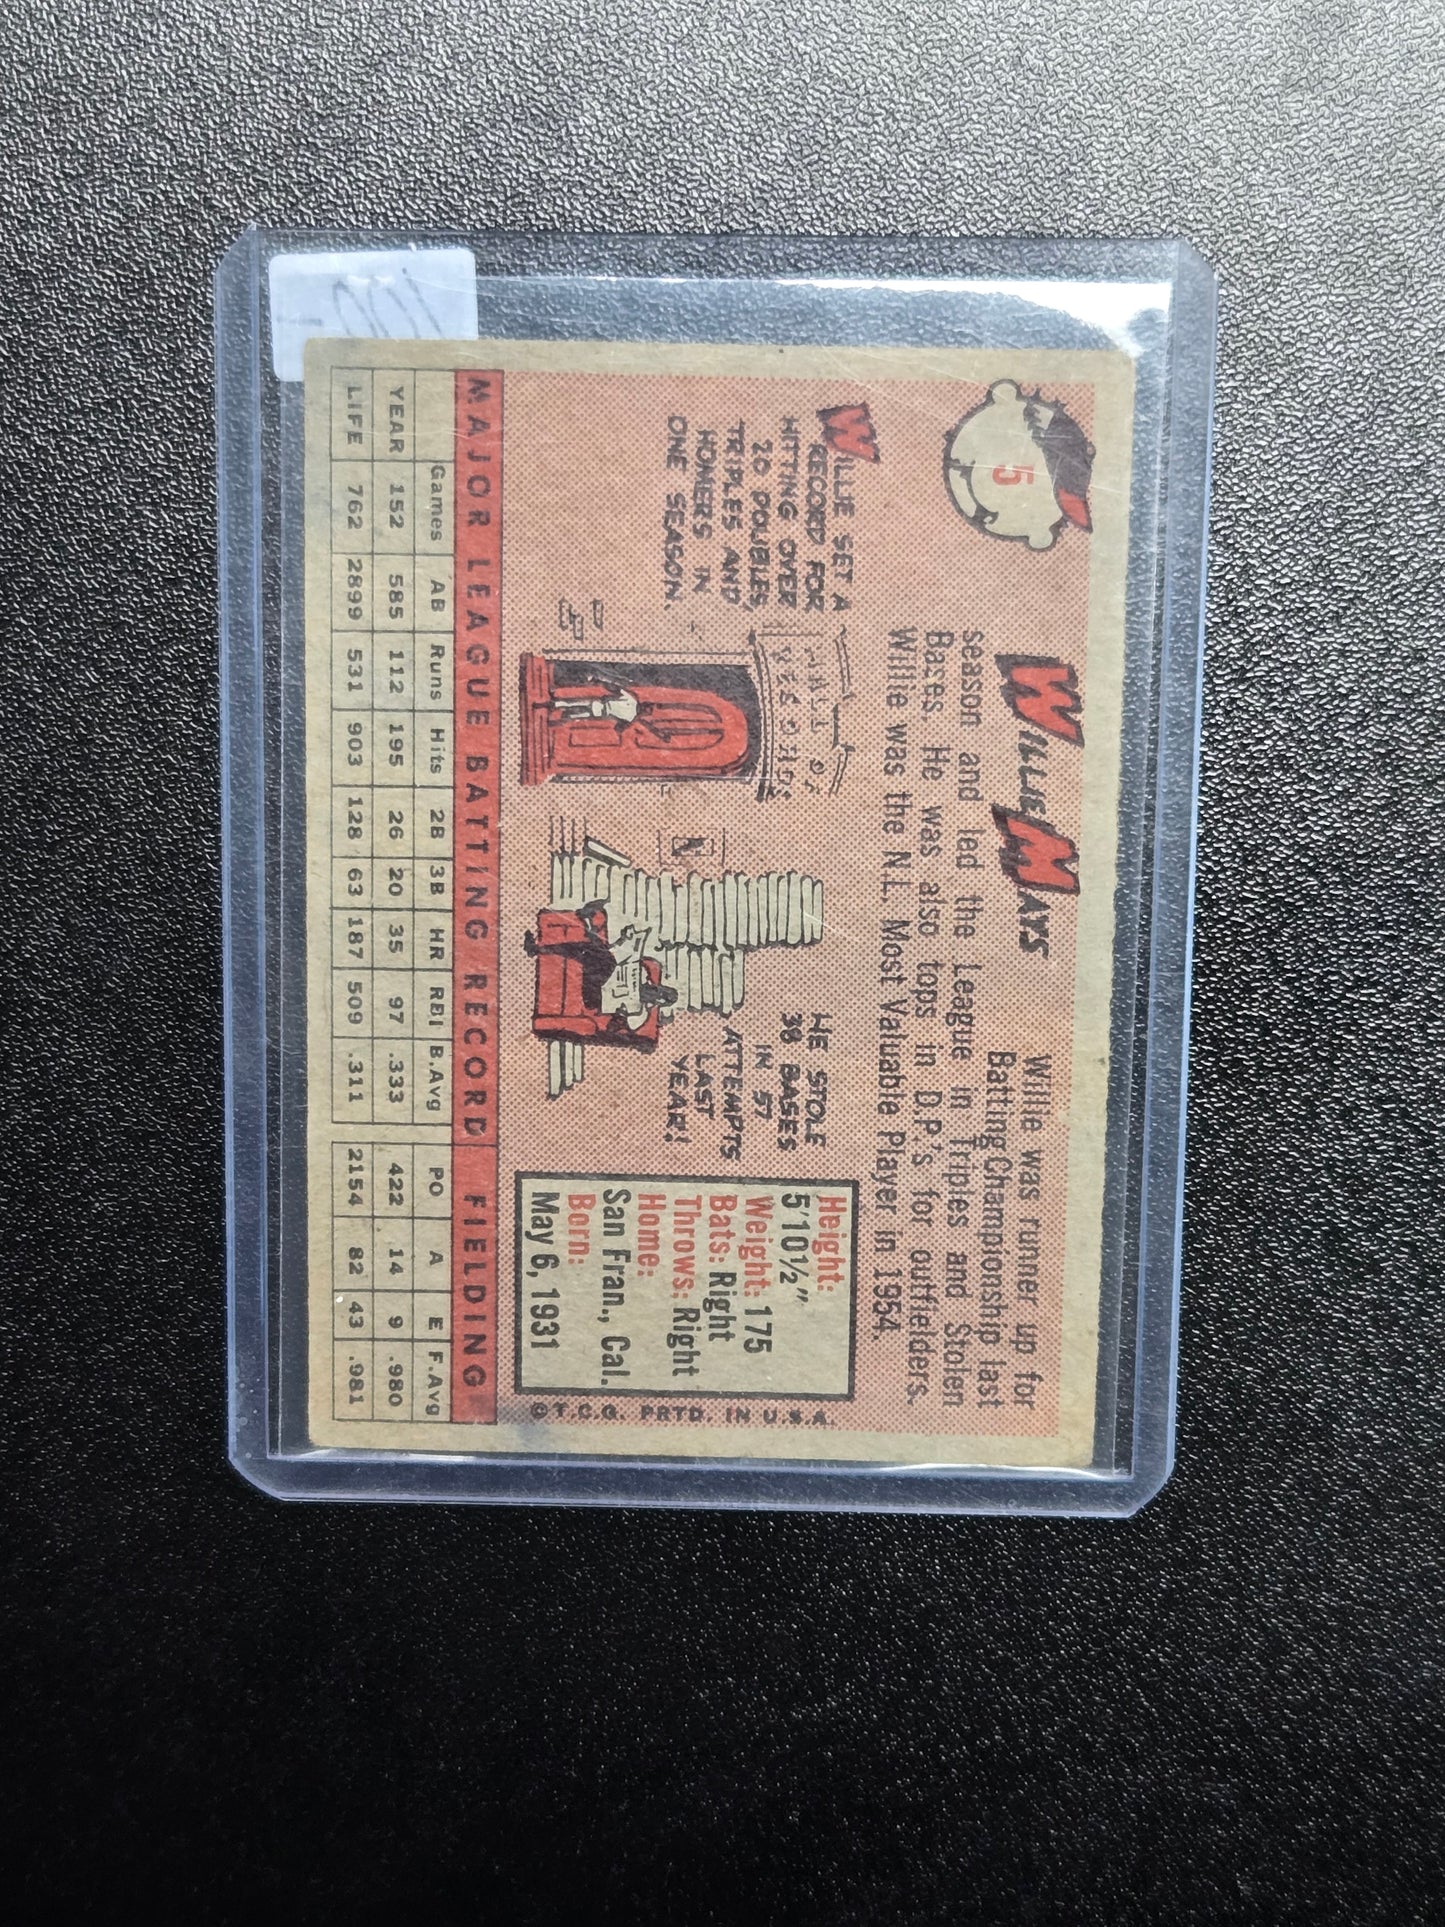 5
WILLIE MAYS
Willie was runner up for
Batting Championship last
season and led the League in Triples and Stolen
Bases. He was also tops in D.P.'s for outfielders.
Willie was the N.L. Most Valuable Player in 1954.
WILLIE SET A
RECORD FOR
HITTING OVER
20 DOUBLES,
TRIPLES AND
HOMERS IN
ONE SEASON.
HALL OF
RECORDS
HE STOLE
38 BASES
IN 57
ATTEMPTS
LAST
YEAR!
Height:
5'10½"
Weight: 175
Bats: Right
Throws: Right
Home:
San Fran., Cal.
Born:
May 6, 1931
© T.C.G. PRTD. IN U.S.A.
MAJOR LEAGUE BATTING RECORD FIELDING
Games AB Runs Hits 2B 3B HR RBI B.Avg PO A E F.Avg
YEAR 152 585 112 195 26 20 35 97 .333 422 14 9 .980
LIFE 762 2899 531 903 128 63 187 509 .311 2154 82 43 .981